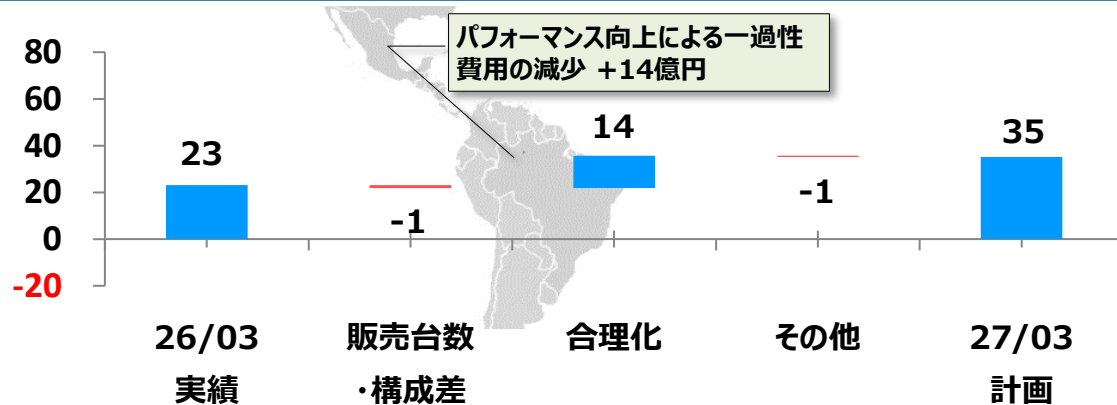 パフォーマンス向上による一過性
費用の減少 +14億円
80
60
40
20
0
-20
23
-1
14
-1
35
26/03
実績
販売台数
・構成差
合理化
その他
27/03
計画